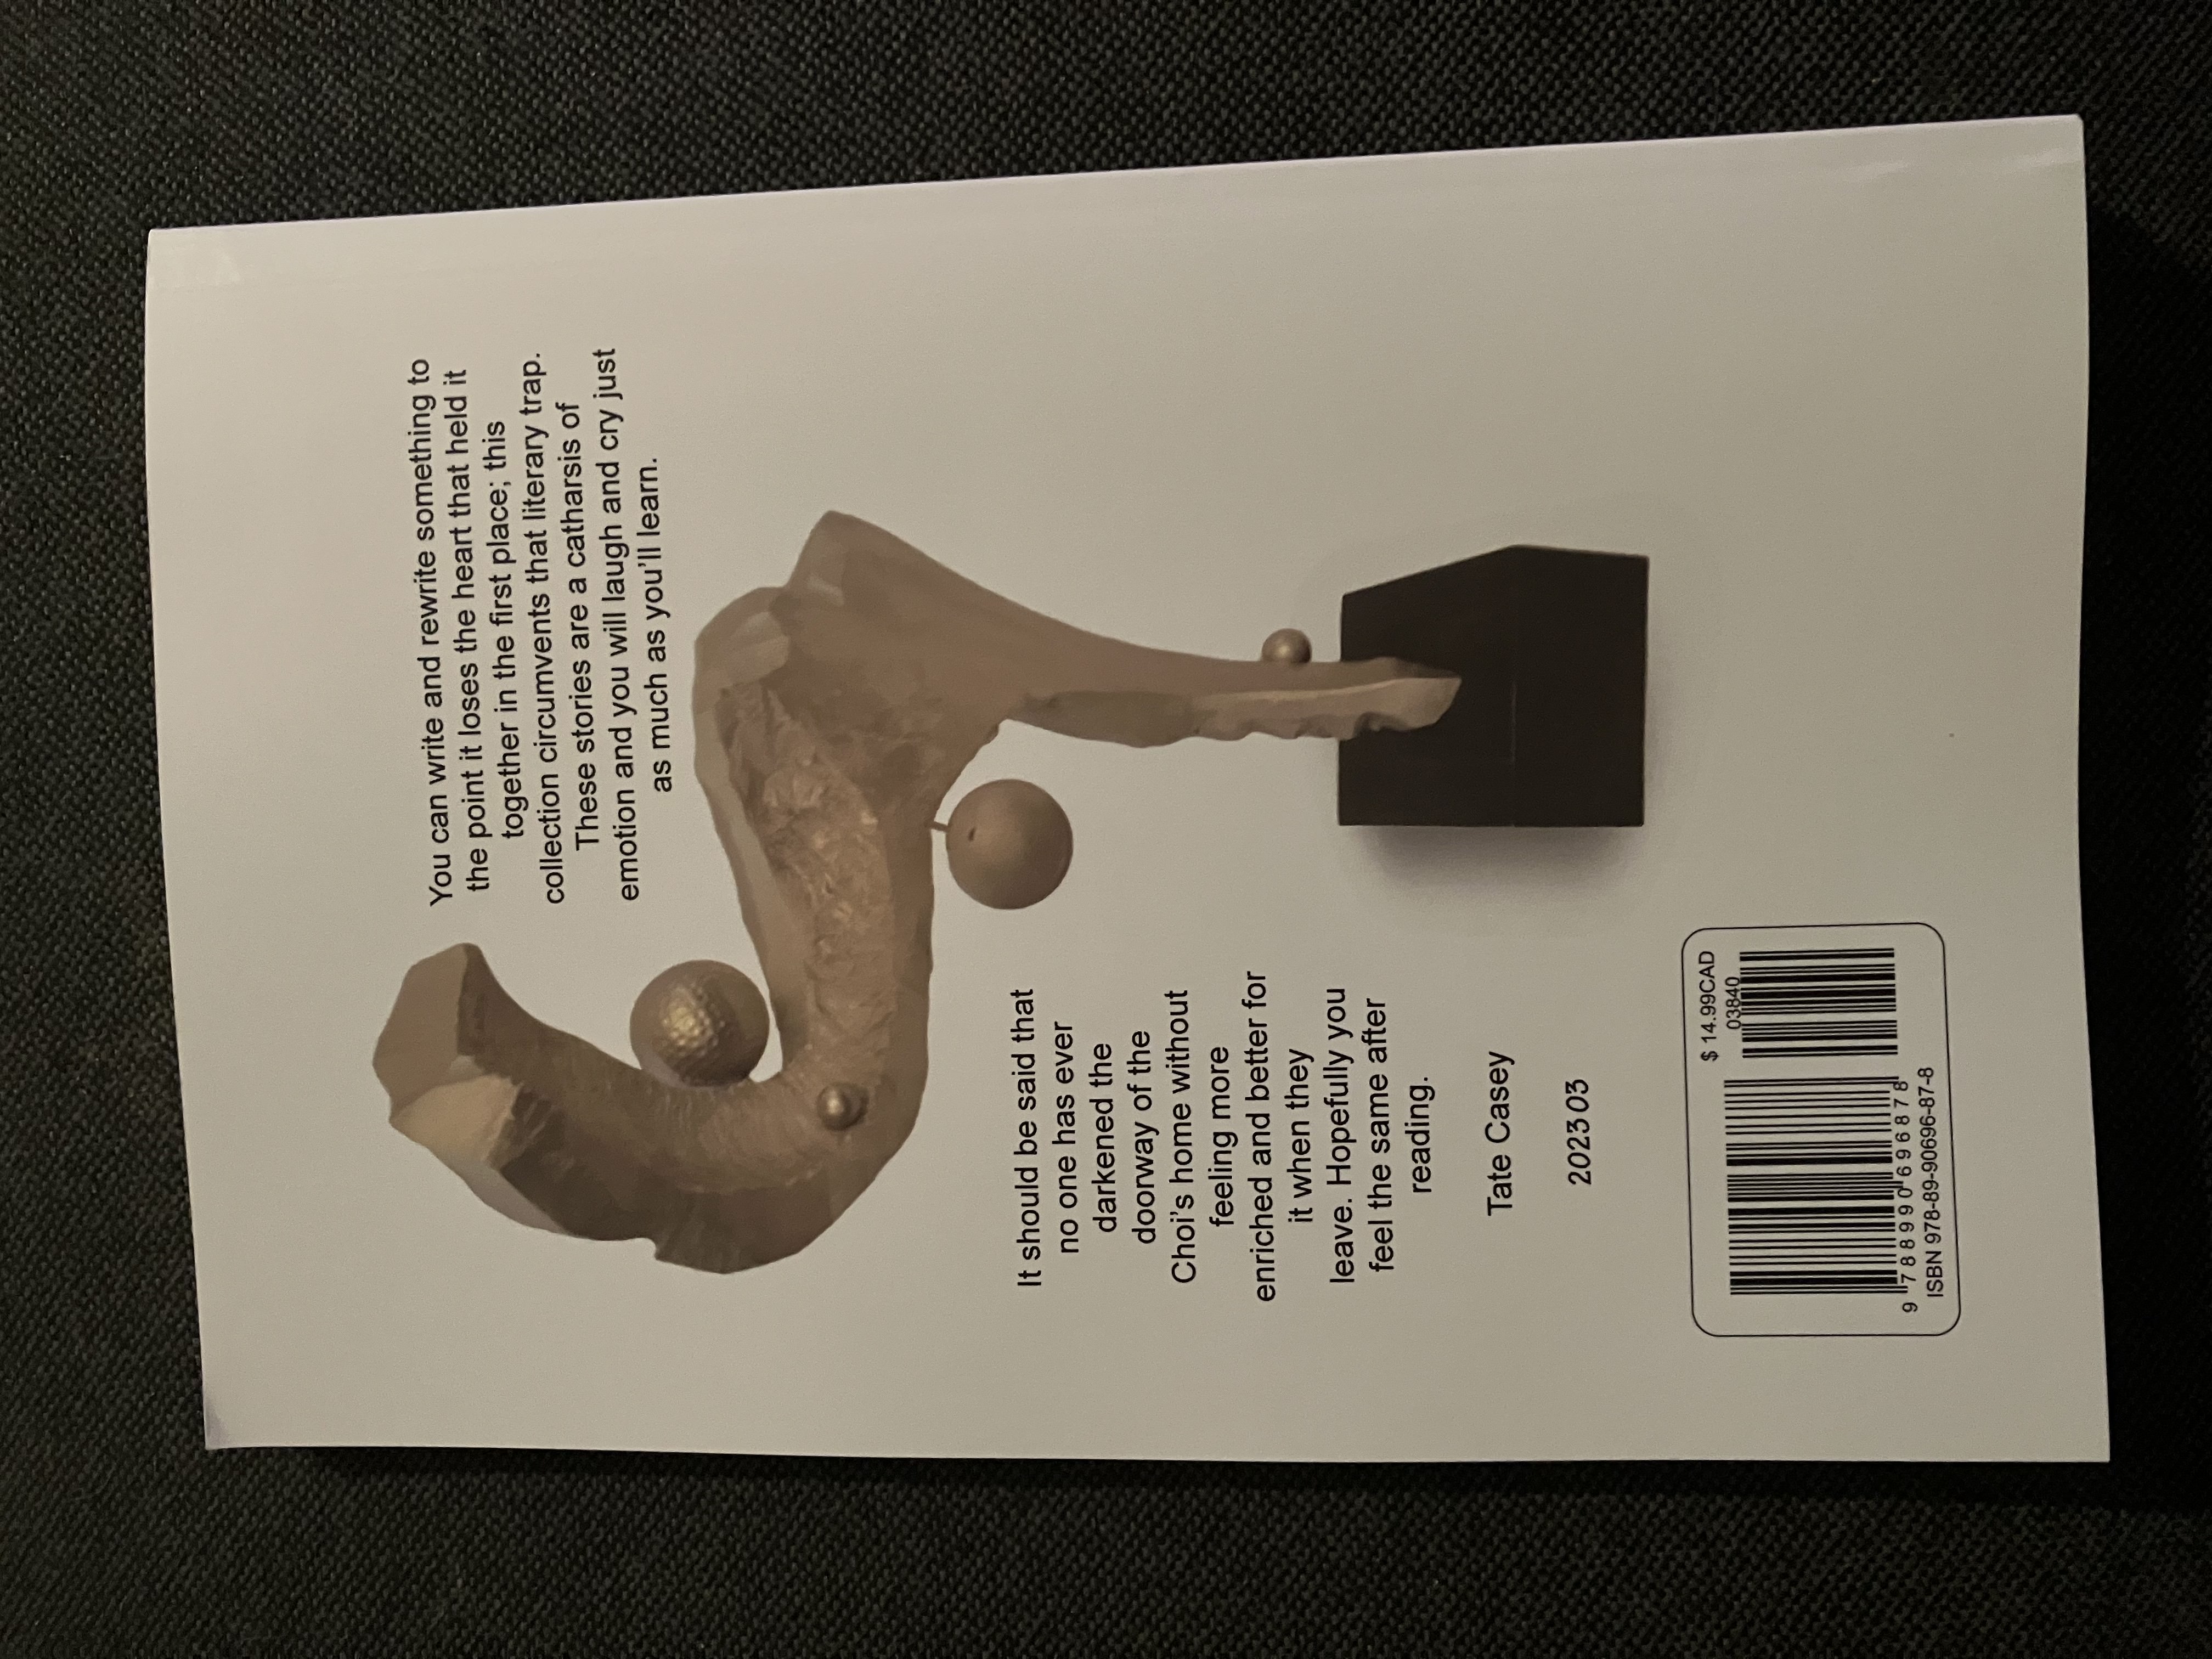 You can write and rewrite something to
the point it loses the heart that held it
together in the first place; this
collection circumvents that literary trap.
These stories are a catharsis of
emotion and you will laugh and cry just
as much as you'll learn.
It should be said that
no one has ever
darkened the
doorway of the
Choi's home without
feeling more
enriched and better for
it when they
leave. Hopefully you
feel the same after
reading.
Tate Casey
2023 03
$ 14.99CAD
03840
9 788990 696878
ISBN 978-89-90696-87-8